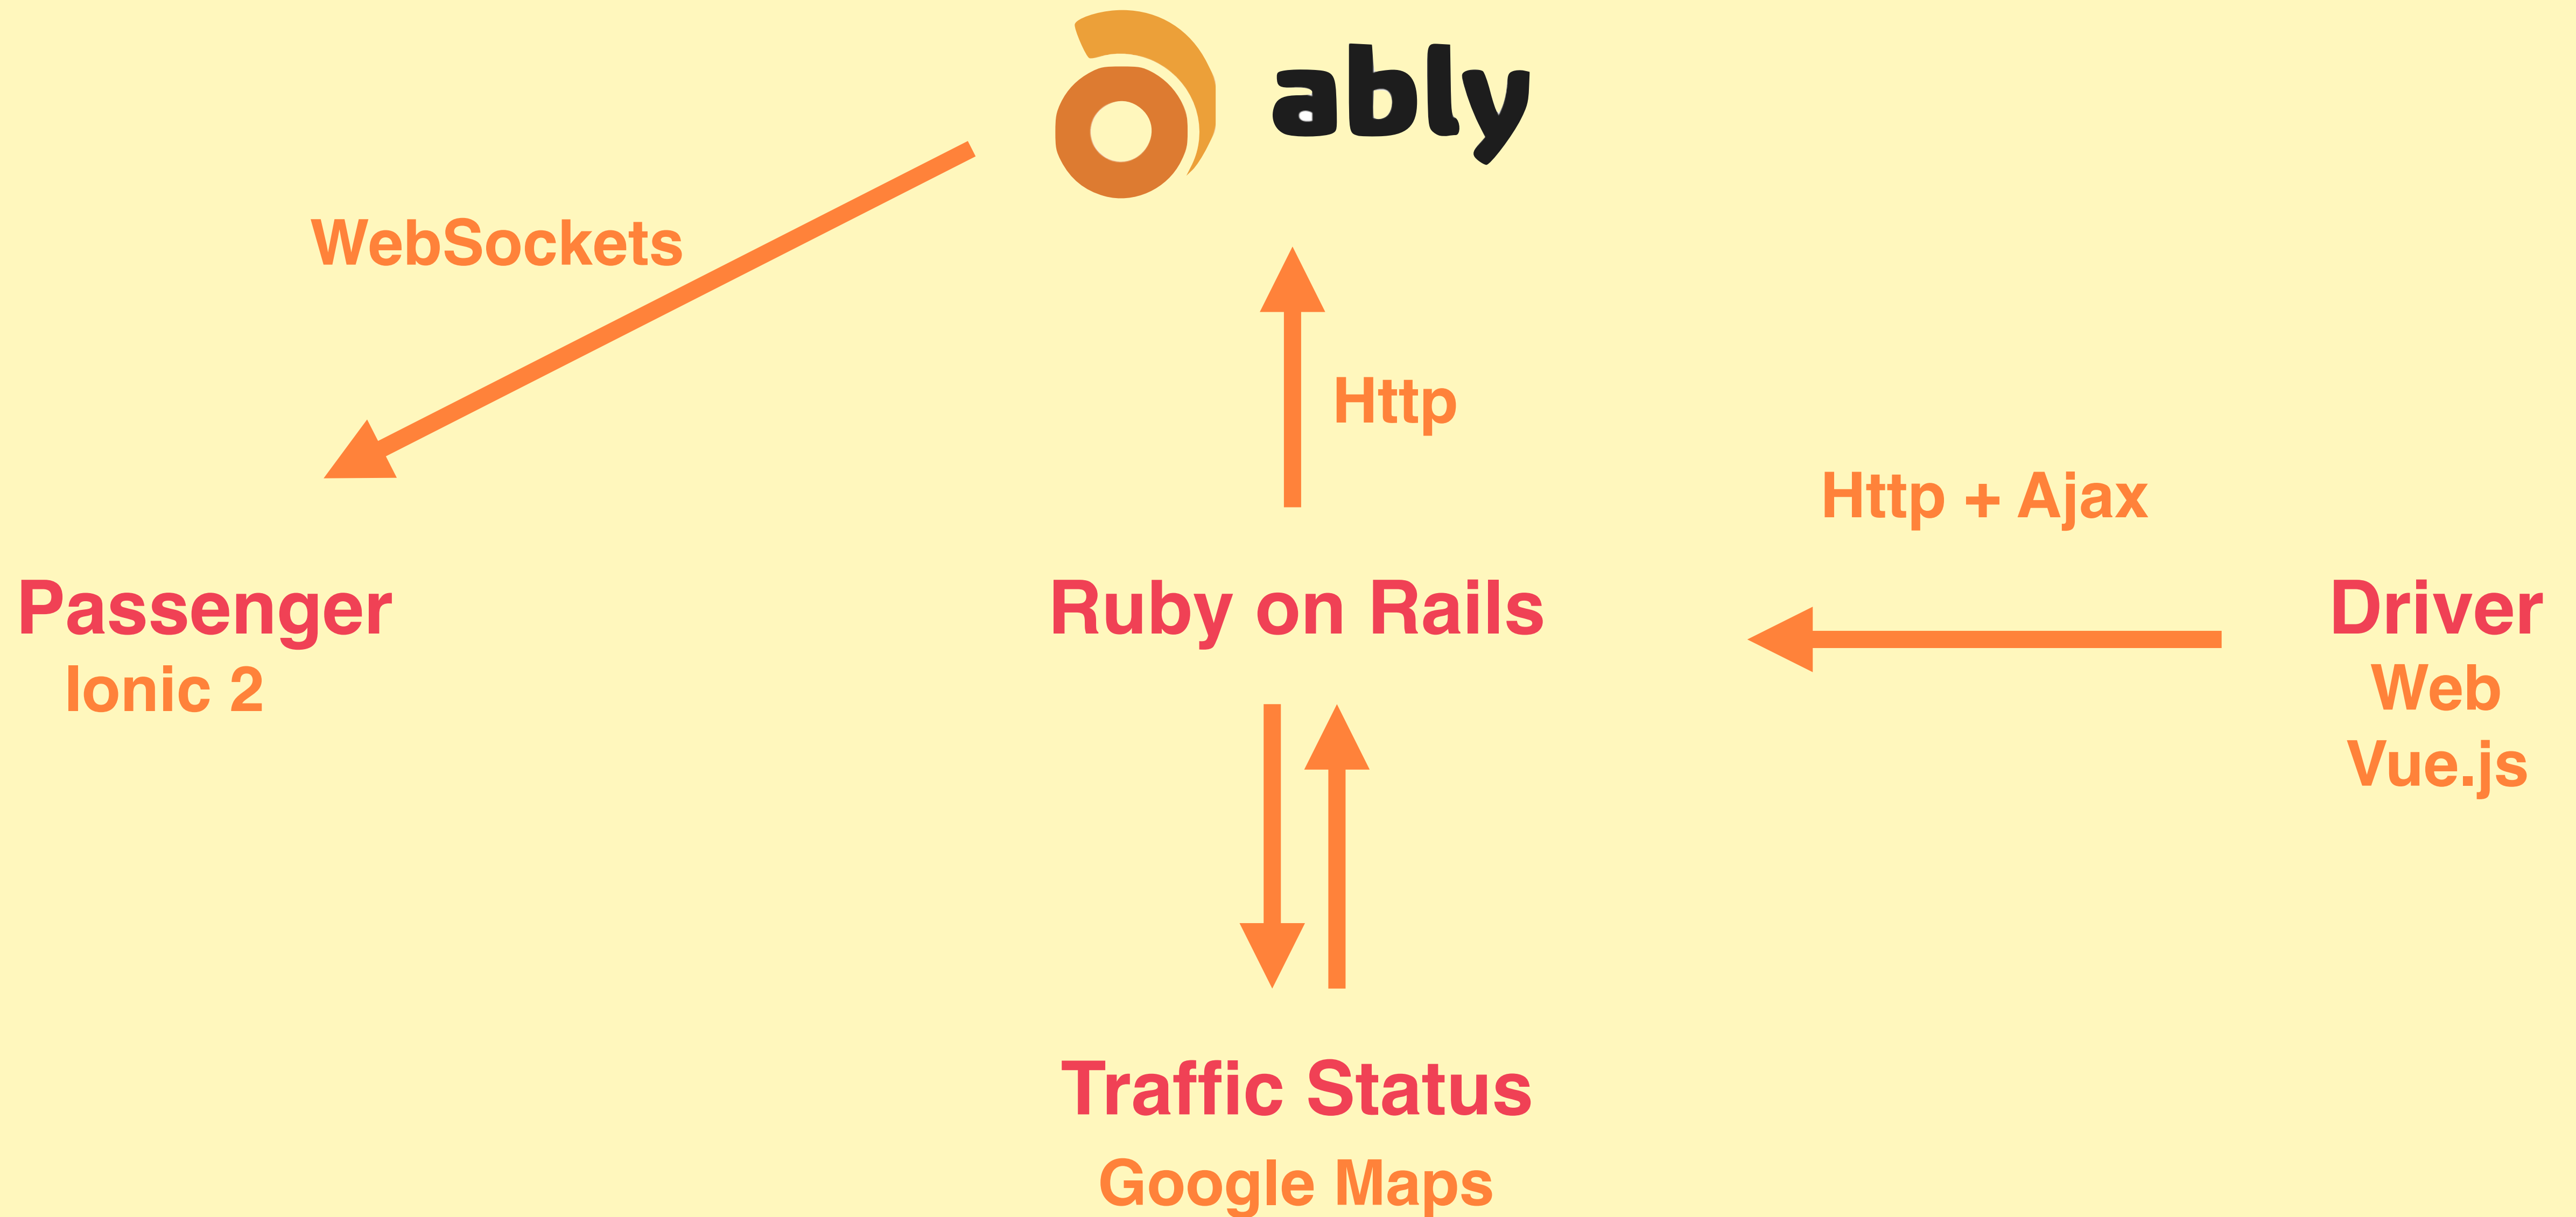 ably
WebSockets
Http
Http + Ajax
Passenger
Ionic 2
Ruby on Rails
Driver
Web
Vue.js
Traffic Status
Google Maps